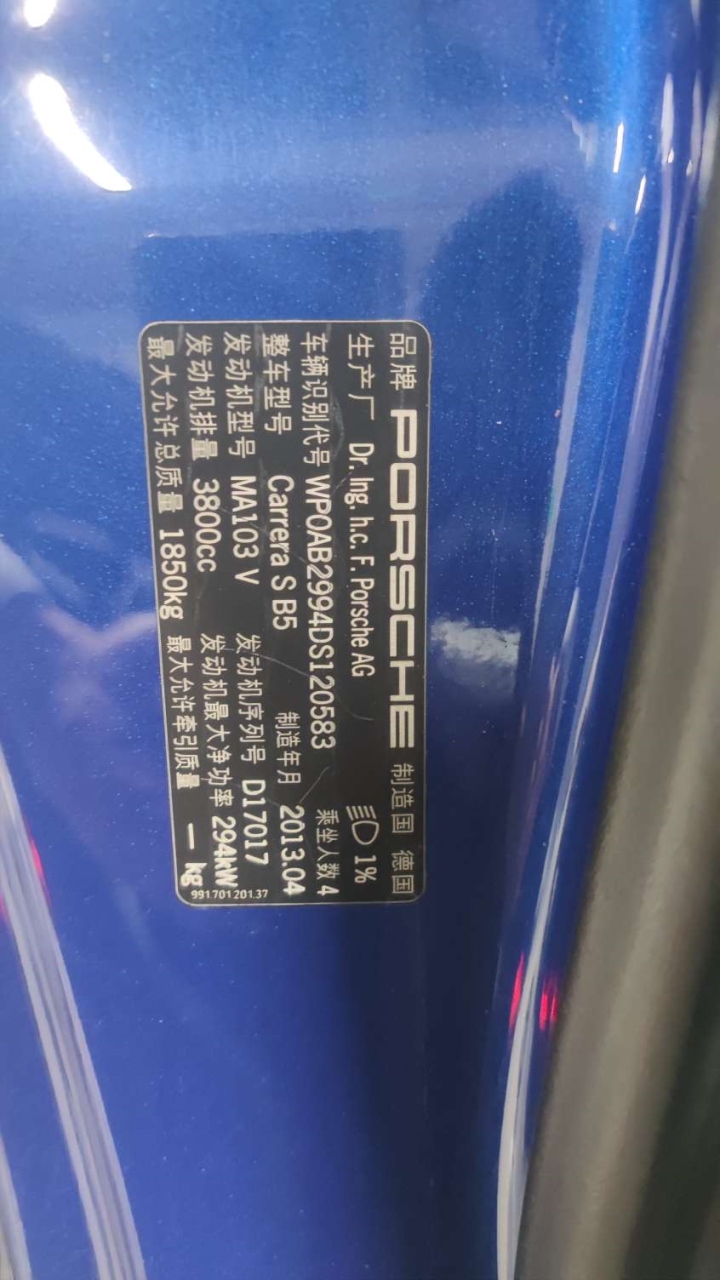 品牌 PORSCHE 制造国 德国
生产厂 Dr. Ing. h.c. F. Porsche AG 1%
车辆识别代号 WP0AB2994DS120583 乘坐人数 4
整车型号 Carrera S B5 制造年月 2013.04
发动机型号 MA103 V 发动机序列号 D17017
发动机排量 3800cc 发动机最大净功率 294kW
最大允许总质量 1850kg 最大允许牵引质量 — kg
991.701.201.37